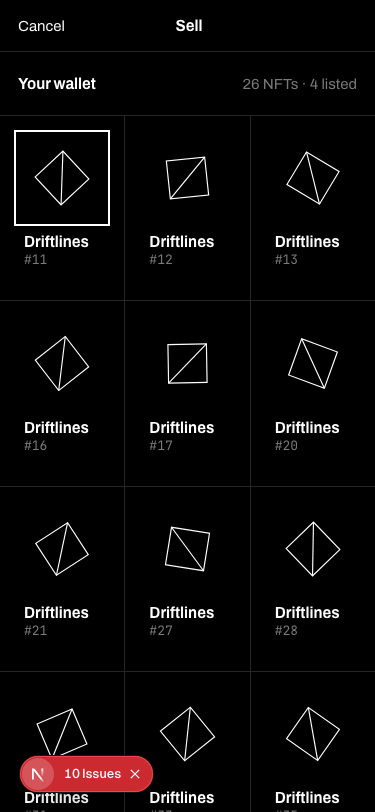 Cancel
Sell
Your wallet
26 NFTs · 4 listed
Driftlines
#11
Driftlines
#12
Driftlines
#13
Driftlines
#16
Driftlines
#17
Driftlines
#20
Driftlines
#21
Driftlines
#27
Driftlines
#28
N 10 Issues ×
Driftlines
Driftlines
Driftlines